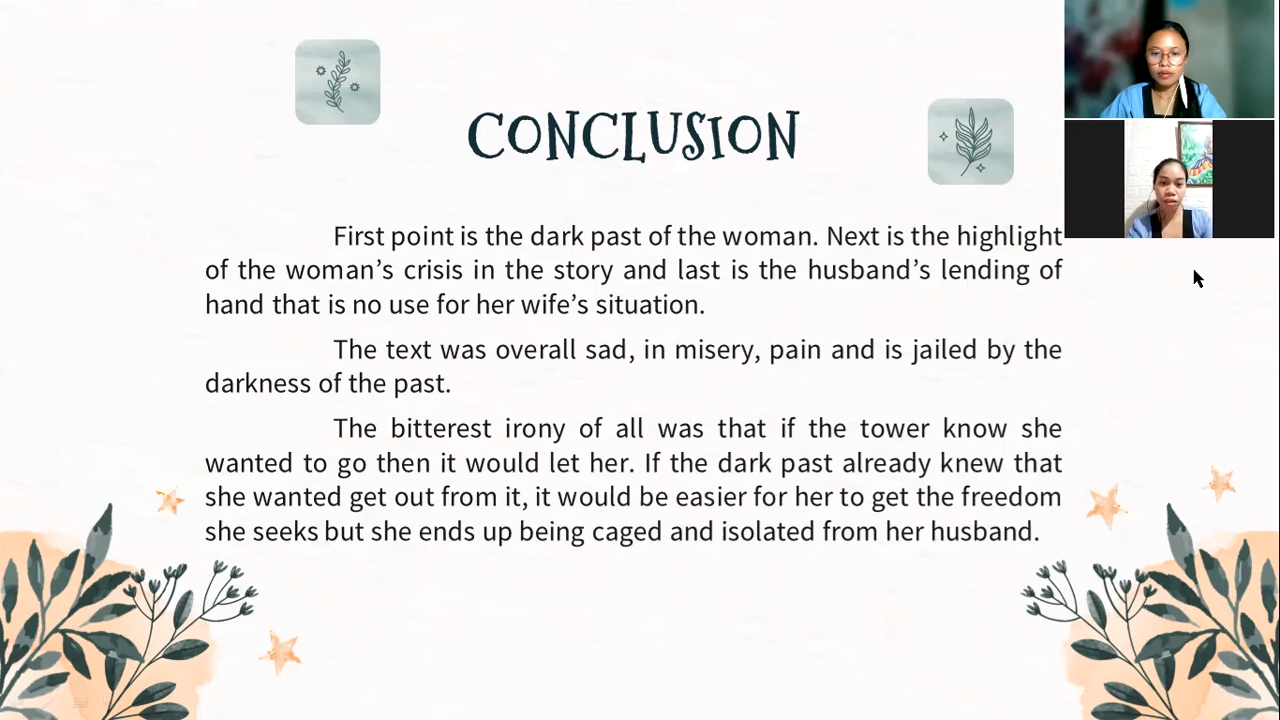 CONCLUSION
First point is the dark past of the woman. Next is the highlight
of the woman's crisis in the story and last is the husband's lending of
hand that is no use for her wife's situation.
The text was overall sad, in misery, pain and is jailed by the
darkness of the past.
The bitterest irony of all was that if the tower know she
wanted to go then it would let her. If the dark past already knew that
she wanted get out from it, it would be easier for her to get the freedom
she seeks but she ends up being caged and isolated from her husband.